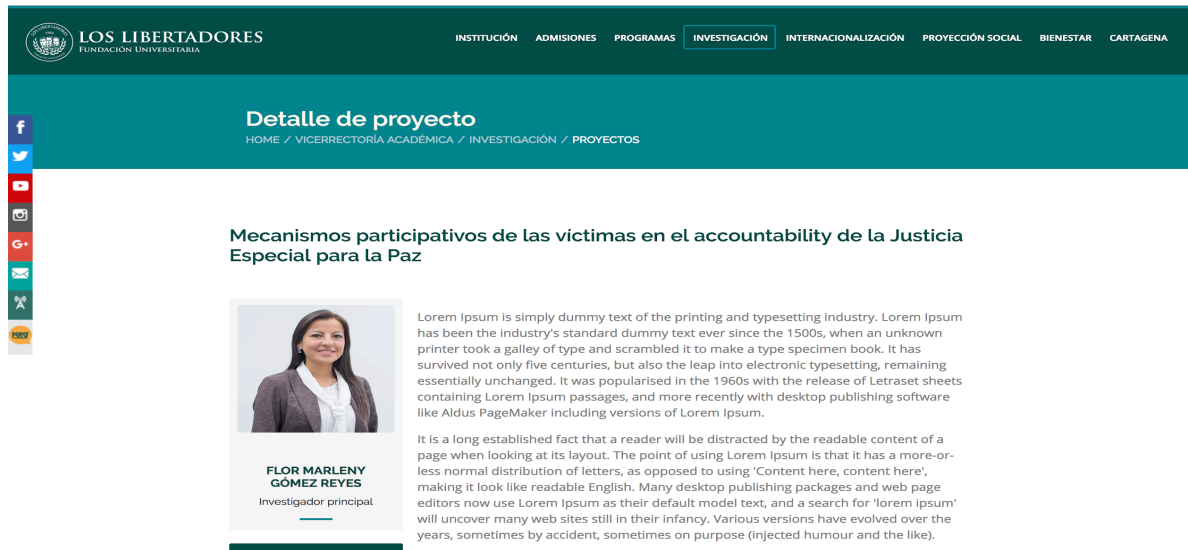 LOS LIBERTADORES
FUNDACIÓN UNIVERSITARIA
INSTITUCIÓN ADMISIONES PROGRAMAS INVESTIGACIÓN INTERNACIONALIZACIÓN PROYECCIÓN SOCIAL BIENESTAR CARTAGENA
Detalle de proyecto
HOME / VICERRECTORÍA ACADÉMICA / INVESTIGACIÓN / PROYECTOS
f
G+
PQRSF
Mecanismos participativos de las víctimas en el accountability de la Justicia
Especial para la Paz
FLOR MARLENY
GÓMEZ REYES
Investigador principal
Lorem Ipsum is simply dummy text of the printing and typesetting industry. Lorem Ipsum
has been the industry's standard dummy text ever since the 1500s, when an unknown
printer took a galley of type and scrambled it to make a type specimen book. It has
survived not only five centuries, but also the leap into electronic typesetting, remaining
essentially unchanged. It was popularised in the 1960s with the release of Letraset sheets
containing Lorem Ipsum passages, and more recently with desktop publishing software
like Aldus PageMaker including versions of Lorem Ipsum.
It is a long established fact that a reader will be distracted by the readable content of a
page when looking at its layout. The point of using Lorem Ipsum is that it has a more-or-
less normal distribution of letters, as opposed to using 'Content here, content here',
making it look like readable English. Many desktop publishing packages and web page
editors now use Lorem Ipsum as their default model text, and a search for 'lorem ipsum'
will uncover many web sites still in their infancy. Various versions have evolved over the
years, sometimes by accident, sometimes on purpose (injected humour and the like).